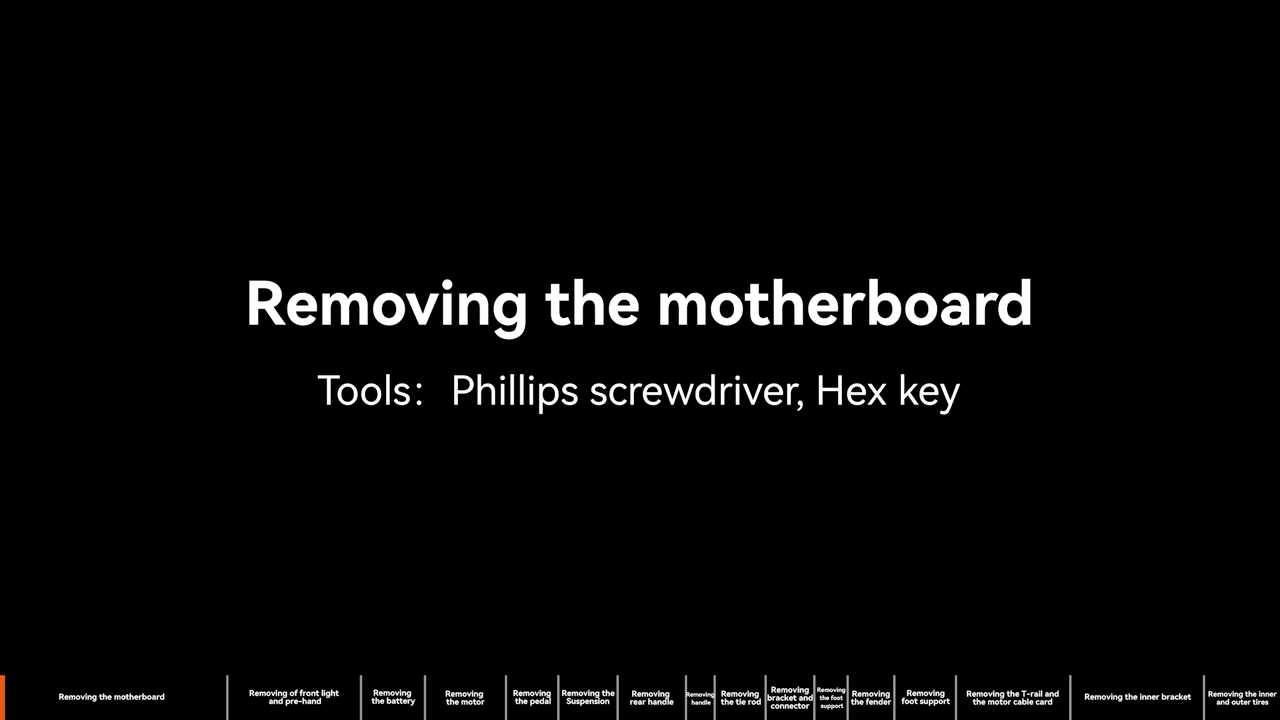 Removing the motherboard
Tools: Phillips screwdriver, Hex key
Removing the motherboard
Removing of front light
and pre-hand
Removing
the battery
Removing
the motor
Removing
the pedal
Removing the
Suspension
Removing
rear handle
Removing
handle
Removing
the tie rod
Removing
bracket and
connector
Removing
the foot
support
Removing
the fender
Removing
foot support
Removing the T-rail and
the motor cable card
Removing the inner bracket
Removing the inner
and outer tires